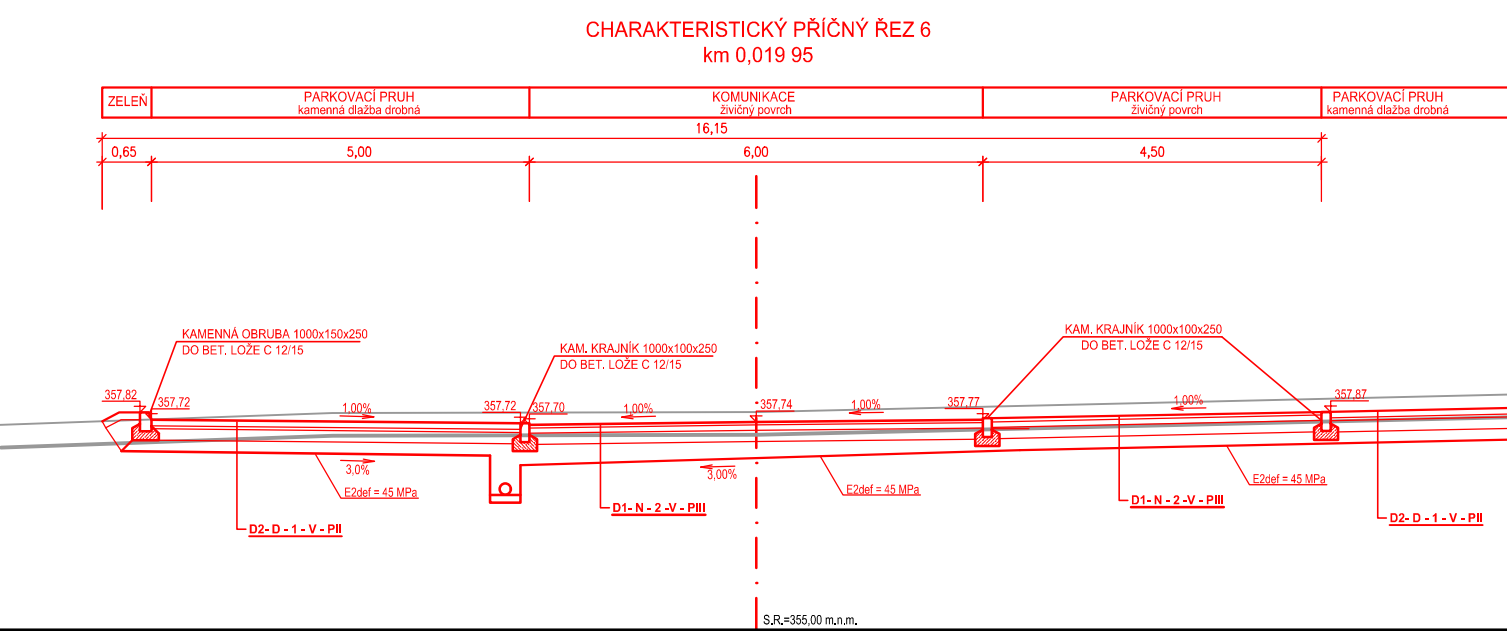 CHARAKTERISTICKÝ PŘÍČNÝ ŘEZ 6
km 0,019 95
ZELEŇ
PARKOVACÍ PRUH
kamenná dlažba drobná
KOMUNIKACE
živičný povrch
PARKOVACÍ PRUH
živičný povrch
PARKOVACÍ PRUH
kamenná dlažba drobná
16,15
0,65
5,00
6,00
4,50
KAMENNÁ OBRUBA 1000x150x250
DO BET. LOŽE C 12/15
KAM. KRAJNÍK 1000x100x250
DO BET. LOŽE C 12/15
KAM. KRAJNÍK 1000x100x250
DO BET. LOŽE C 12/15
357,82
357,72
1,00%
357,72
357,70
1,00%
357,74
1,00%
357,77
1,00%
357,87
3,0%
E2def = 45 MPa
3,00%
E2def = 45 MPa
E2def = 45 MPa
D2- D - 1 - V - PII
D1- N - 2 -V - PIII
D1- N - 2 -V - PIII
D2- D - 1 - V - PII
S.R.=355,00 m.n.m.